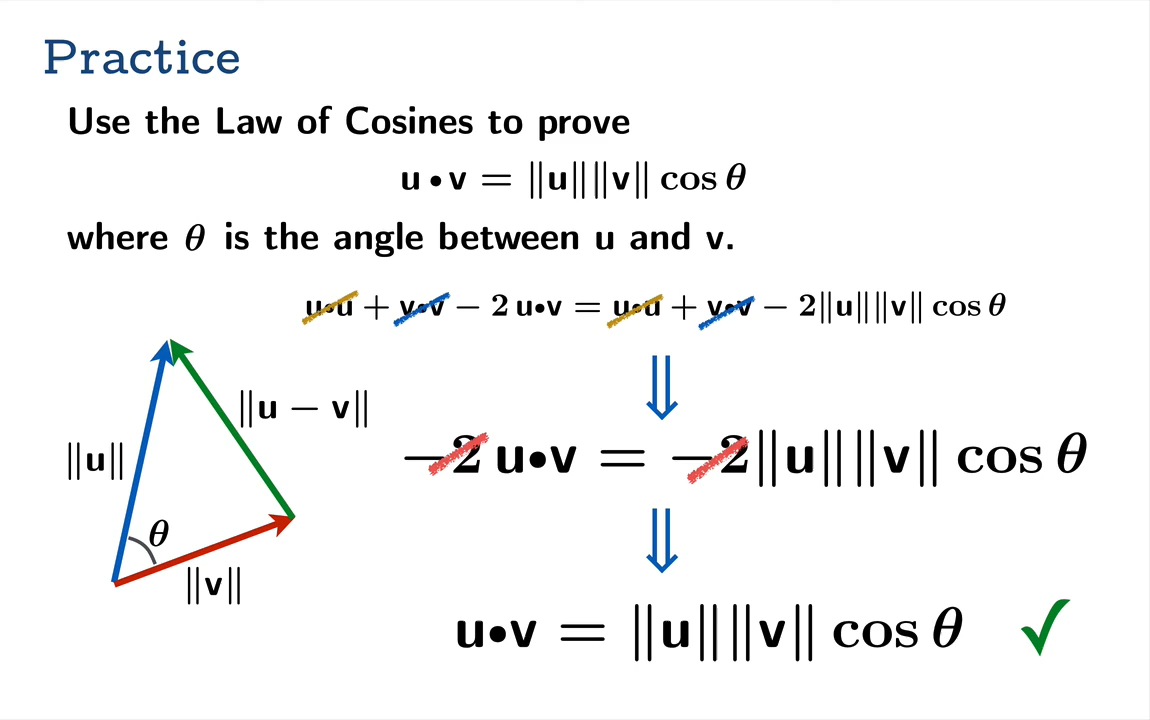 Practice
Use the Law of Cosines to prove
u • v = ‖u‖‖v‖ cos θ
where θ is the angle between u and v.
u•u + v•v − 2 u•v = u•u + v•v − 2‖u‖‖v‖ cos θ
⇓
‖u − v‖
−2 u•v = −2‖u‖‖v‖ cos θ
‖u‖
⇓
θ
‖v‖
u•v = ‖u‖‖v‖ cos θ ✓